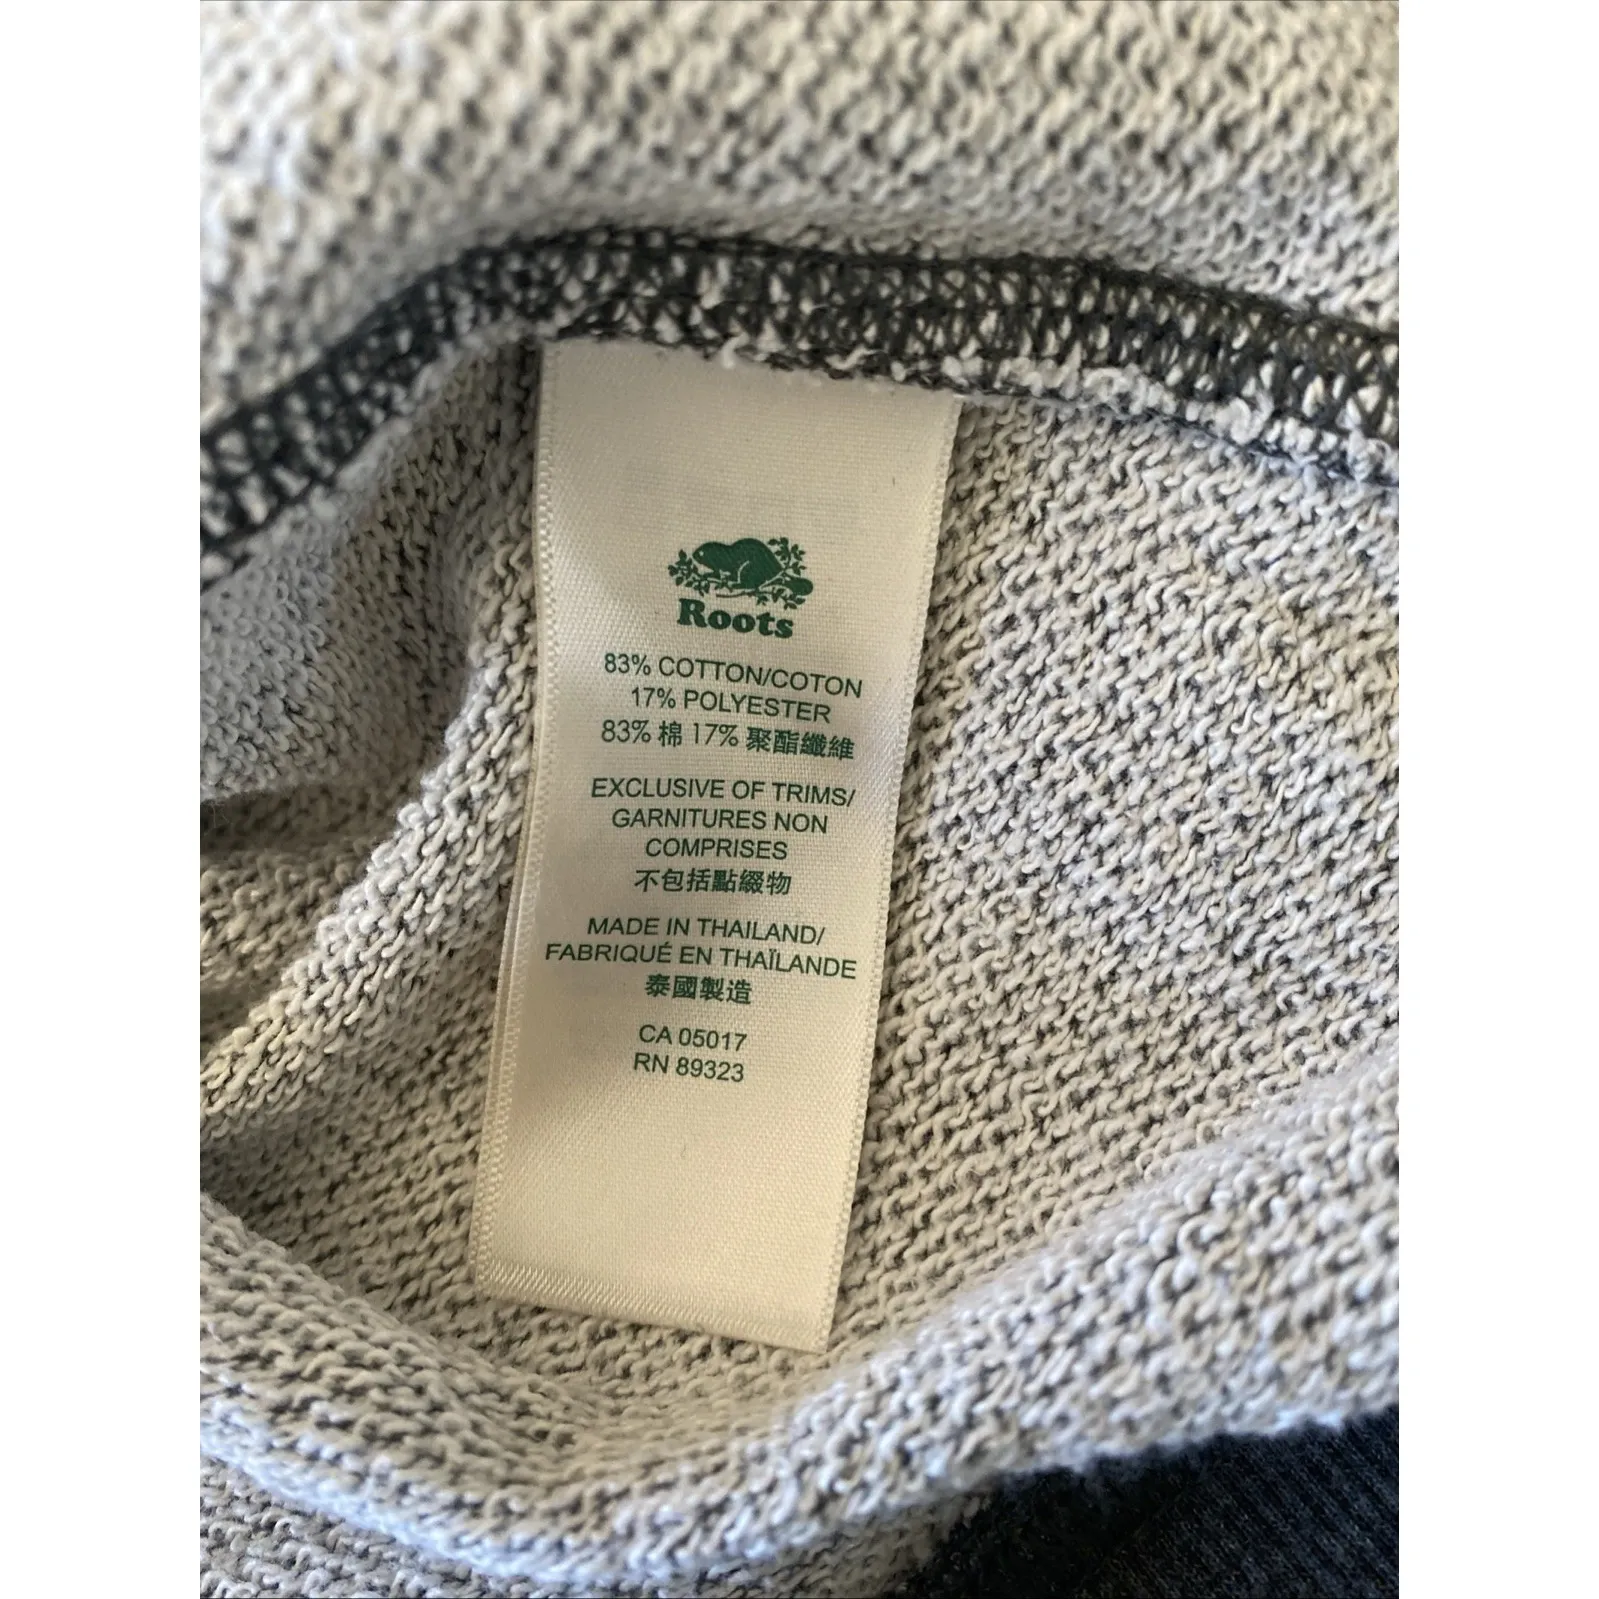 Roots
83% COTTON/COTON
17% POLYESTER
83% 棉 17% 聚酯纖維
EXCLUSIVE OF TRIMS/
GARNITURES NON
COMPRISES
不包括點綴物
MADE IN THAILAND/
FABRIQUÉ EN THAÏLANDE
泰國製造
CA 05017
RN 89323